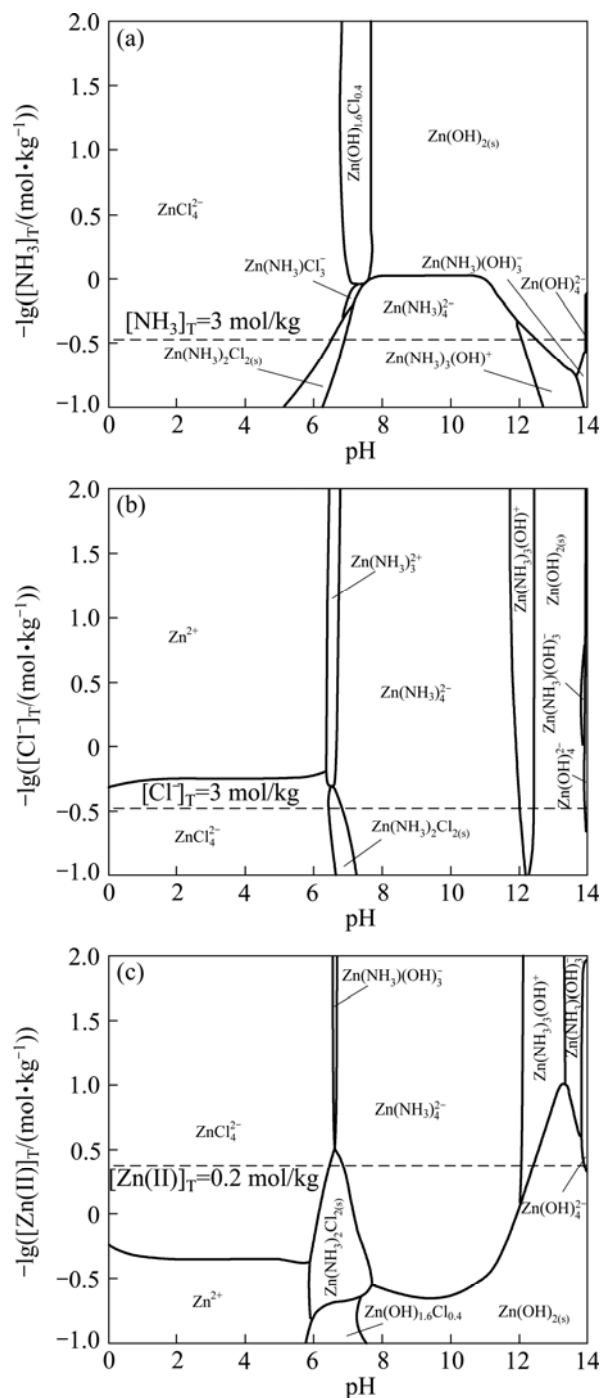 (a)
2.0
1.5
1.0
0.5
0
−0.5
−1.0
−lg([NH₃]T/(mol•kg⁻¹))
Zn(OH)₁.₆Cl₀.₄
Zn(OH)₂(s)
ZnCl₄²⁻
Zn(NH₃)Cl₃⁻
Zn(NH₃)(OH)₃⁻
Zn(OH)₄²⁻
Zn(NH₃)₄²⁻
[NH₃]T=3 mol/kg
Zn(NH₃)₂Cl₂(s)
Zn(NH₃)₃(OH)⁺
0 2 4 6 8 10 12 14
pH
(b)
2.0
1.5
1.0
0.5
0
−0.5
−1.0
−lg([Cl⁻]T/(mol•kg⁻¹))
Zn(NH₃)₃²⁺
Zn(NH₃)₃(OH)⁺
Zn(OH)₂(s)
Zn²⁺
Zn(NH₃)₄²⁻
Zn(NH₃)(OH)₃⁻
Zn(OH)₄²⁻
[Cl⁻]T=3 mol/kg
ZnCl₄²⁻
Zn(NH₃)₂Cl₂(s)
0 2 4 6 8 10 12 14
pH
(c)
2.0
1.5
1.0
0.5
0
−0.5
−1.0
−lg([Zn(II)]T/(mol•kg⁻¹))
Zn(NH₃)(OH)₃⁻
Zn(NH₃)₃(OH)⁺
Zn(NH₃)(OH)₃⁻
ZnCl₄²⁻
Zn(NH₃)₄²⁻
[Zn(II)]T=0.2 mol/kg
Zn(NH₃)₂Cl₂(s)
Zn(OH)₄²⁻
Zn²⁺
Zn(OH)₁.₆Cl₀.₄
Zn(OH)₂(s)
0 2 4 6 8 10 12 14
pH